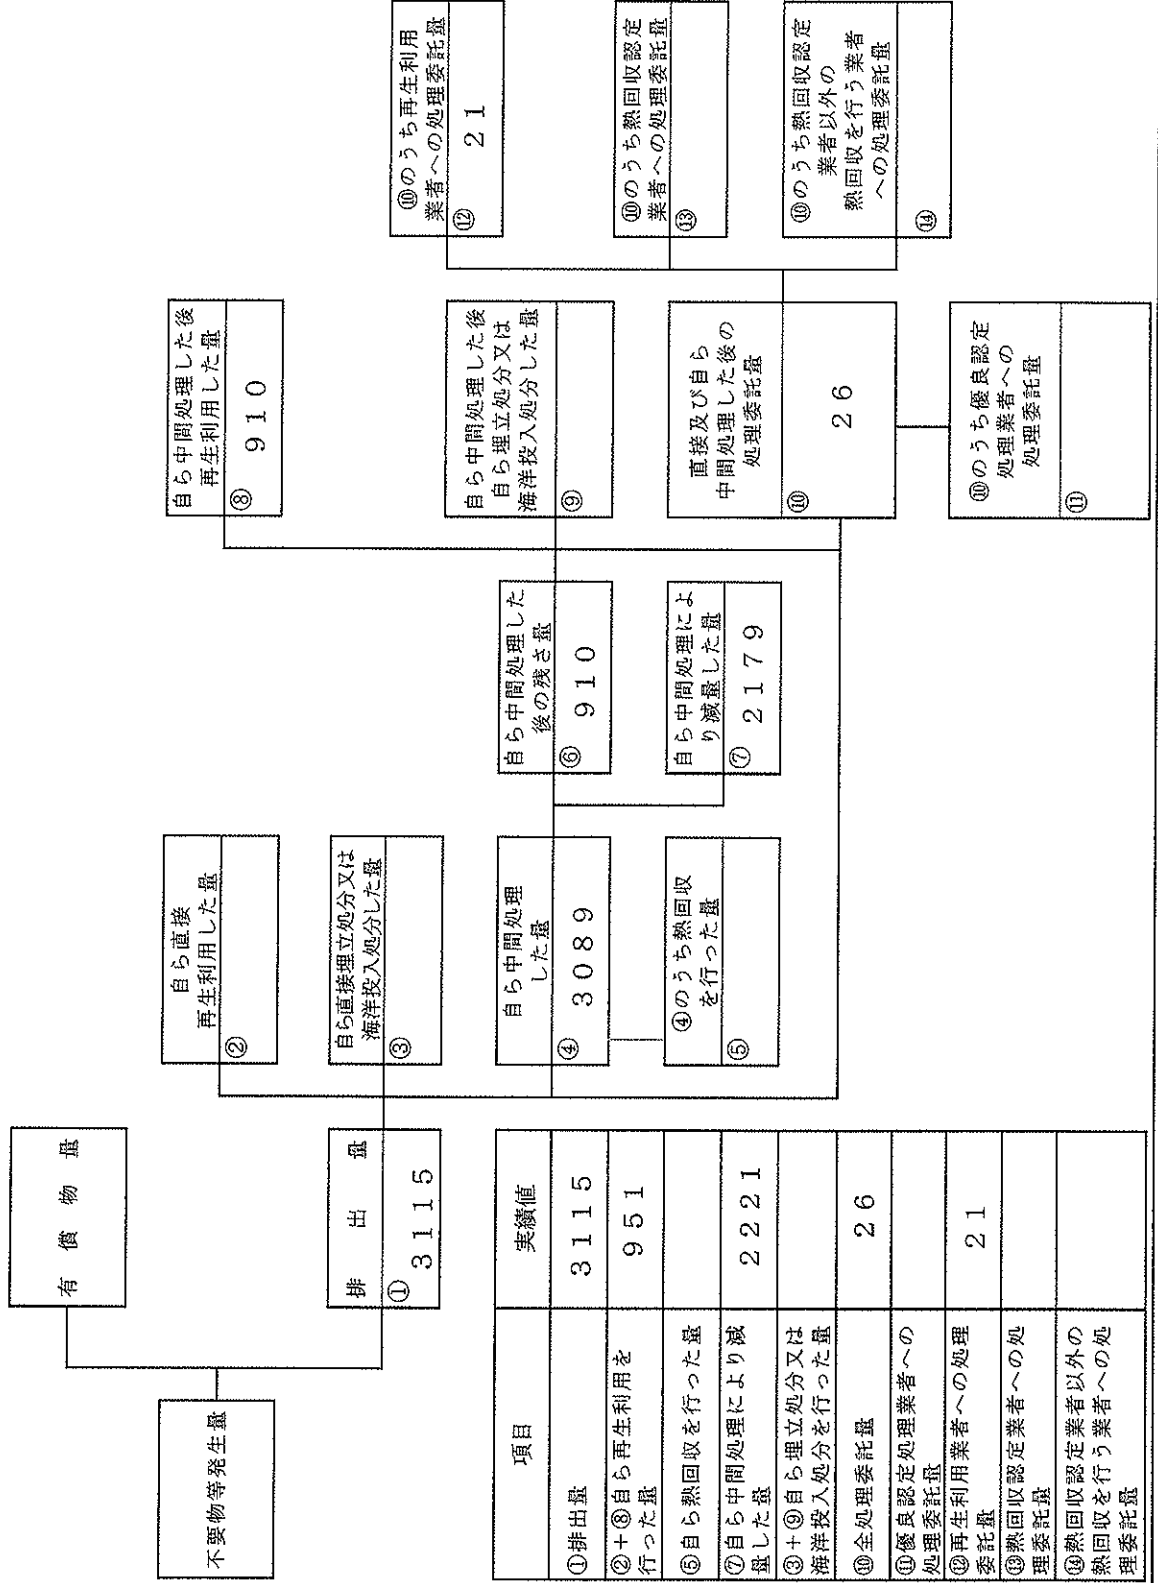 不要物等発生量
有 償 物 量
排 出 量
① 3115
自ら直接
再生利用した量
②
自ら直接埋立処分又は
海洋投入処分した量
③
自ら中間処理
した量
④ 3089
④のうち熱回収
を行った量
⑤
自ら中間処理した
後の残さ量
⑥ 910
自ら中間処理によ
り減量した量
⑦ 2179
自ら中間処理した後
再生利用した量
⑧ 910
自ら中間処理した後
自ら埋立処分又は
海洋投入処分した量
⑨
直接及び自ら
中間処理した後の
処理委託量
⑩ 26
⑩のうち優良認定
処理業者への
処理委託量
⑪
⑩のうち再生利用
業者への処理委託量
⑫ 21
⑩のうち熱回収認定
業者への処理委託量
⑬
⑩のうち熱回収認定
業者以外の
熱回収を行う業者
への処理委託量
⑭
項目 実績値
①排出量 3115
②+⑧自ら再生利用を
行った量 951
⑤自ら熱回収を行った量
⑦自ら中間処理により減
量した量 2221
③+⑨自ら埋立処分又は
海洋投入処分を行った量
⑩全処理委託量 26
⑪優良認定処理業者への
処理委託量
⑫再生利用業者への処理
委託量 21
⑬熱回収認定業者への処
理委託量
⑭熱回収認定業者以外の
熱回収を行う業者への処
理委託量